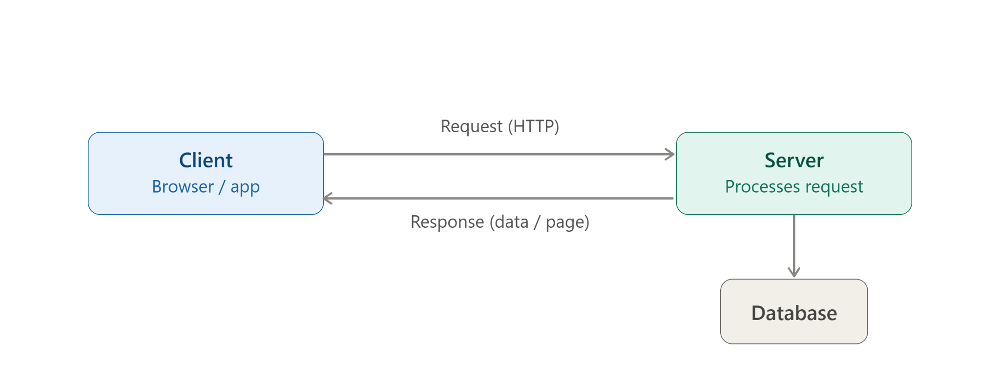 Request (HTTP)
Client
Browser / app
Server
Processes request
Response (data / page)
Database